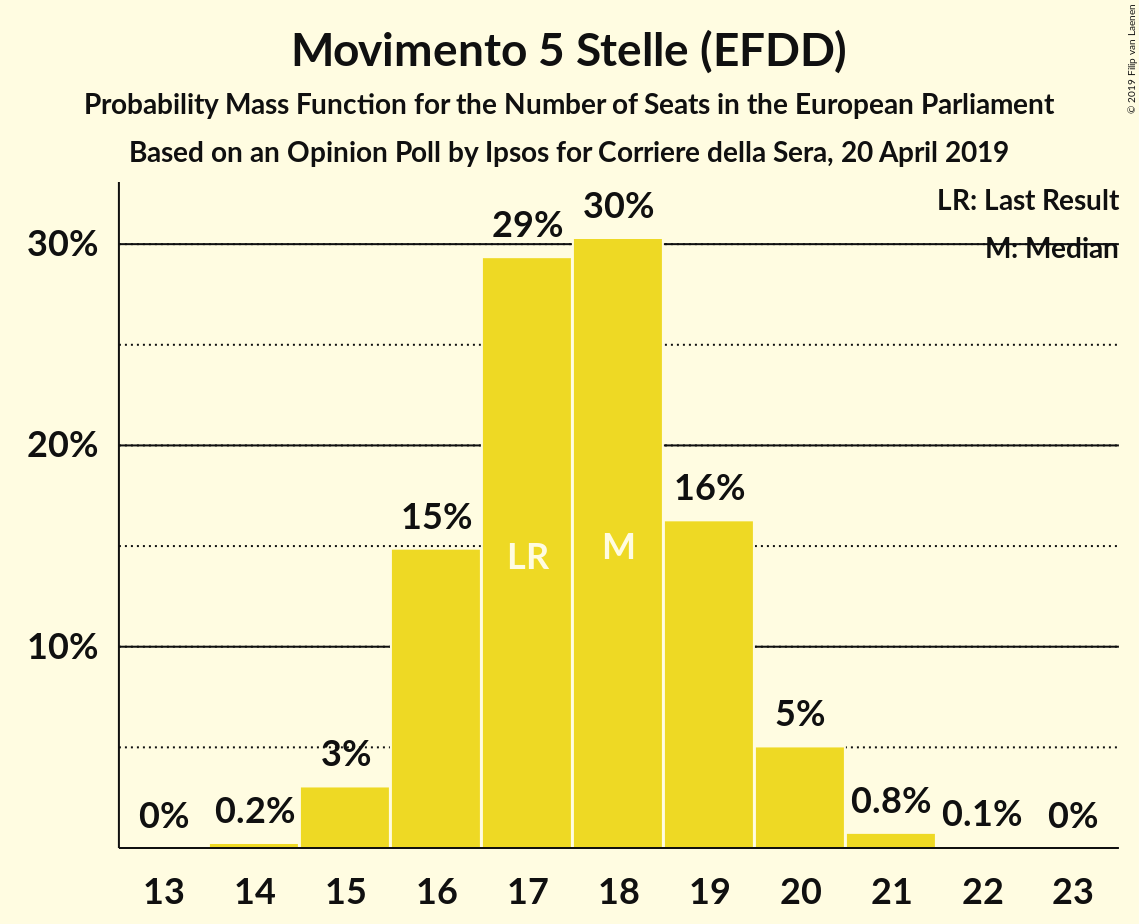 Movimento 5 Stelle (EFDD)
Probability Mass Function for the Number of Seats in the European Parliament
Based on an Opinion Poll by Ipsos for Corriere della Sera, 20 April 2019
© 2019 Filip van Laenen
LR: Last Result
M: Median
30%
20%
10%
0%
0.2%
3%
15%
29%
30%
16%
5%
0.8%
0.1%
0%
LR
M
13 14 15 16 17 18 19 20 21 22 23